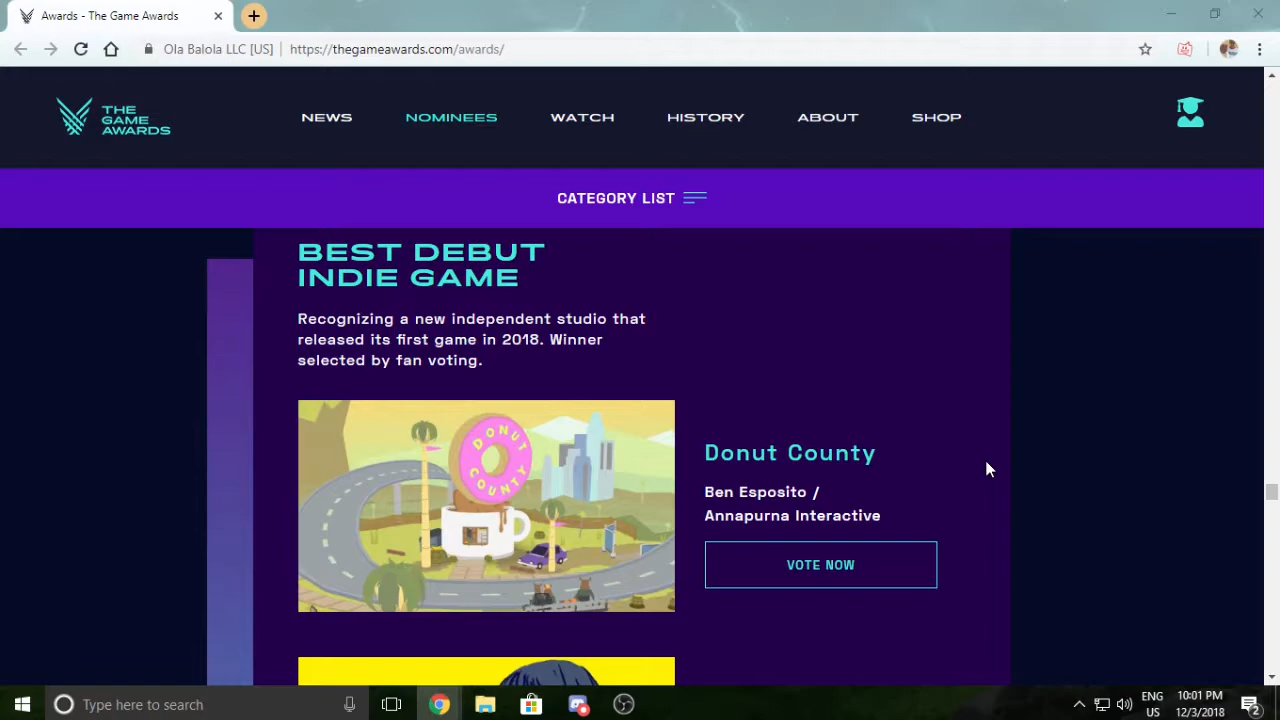 Awards - The Game Awards
Ola Balola LLC [US] | https://thegameawards.com/awards/
THE
GAME
AWARDS
NEWS
NOMINEES
WATCH
HISTORY
ABOUT
SHOP
CATEGORY LIST
BEST DEBUT
INDIE GAME
Recognizing a new independent studio that
released its first game in 2018. Winner
selected by fan voting.
DONUT
COUNTY
Donut County
Ben Esposito /
Annapurna Interactive
VOTE NOW
Type here to search
ENG
US
10:01 PM
12/3/2018
2